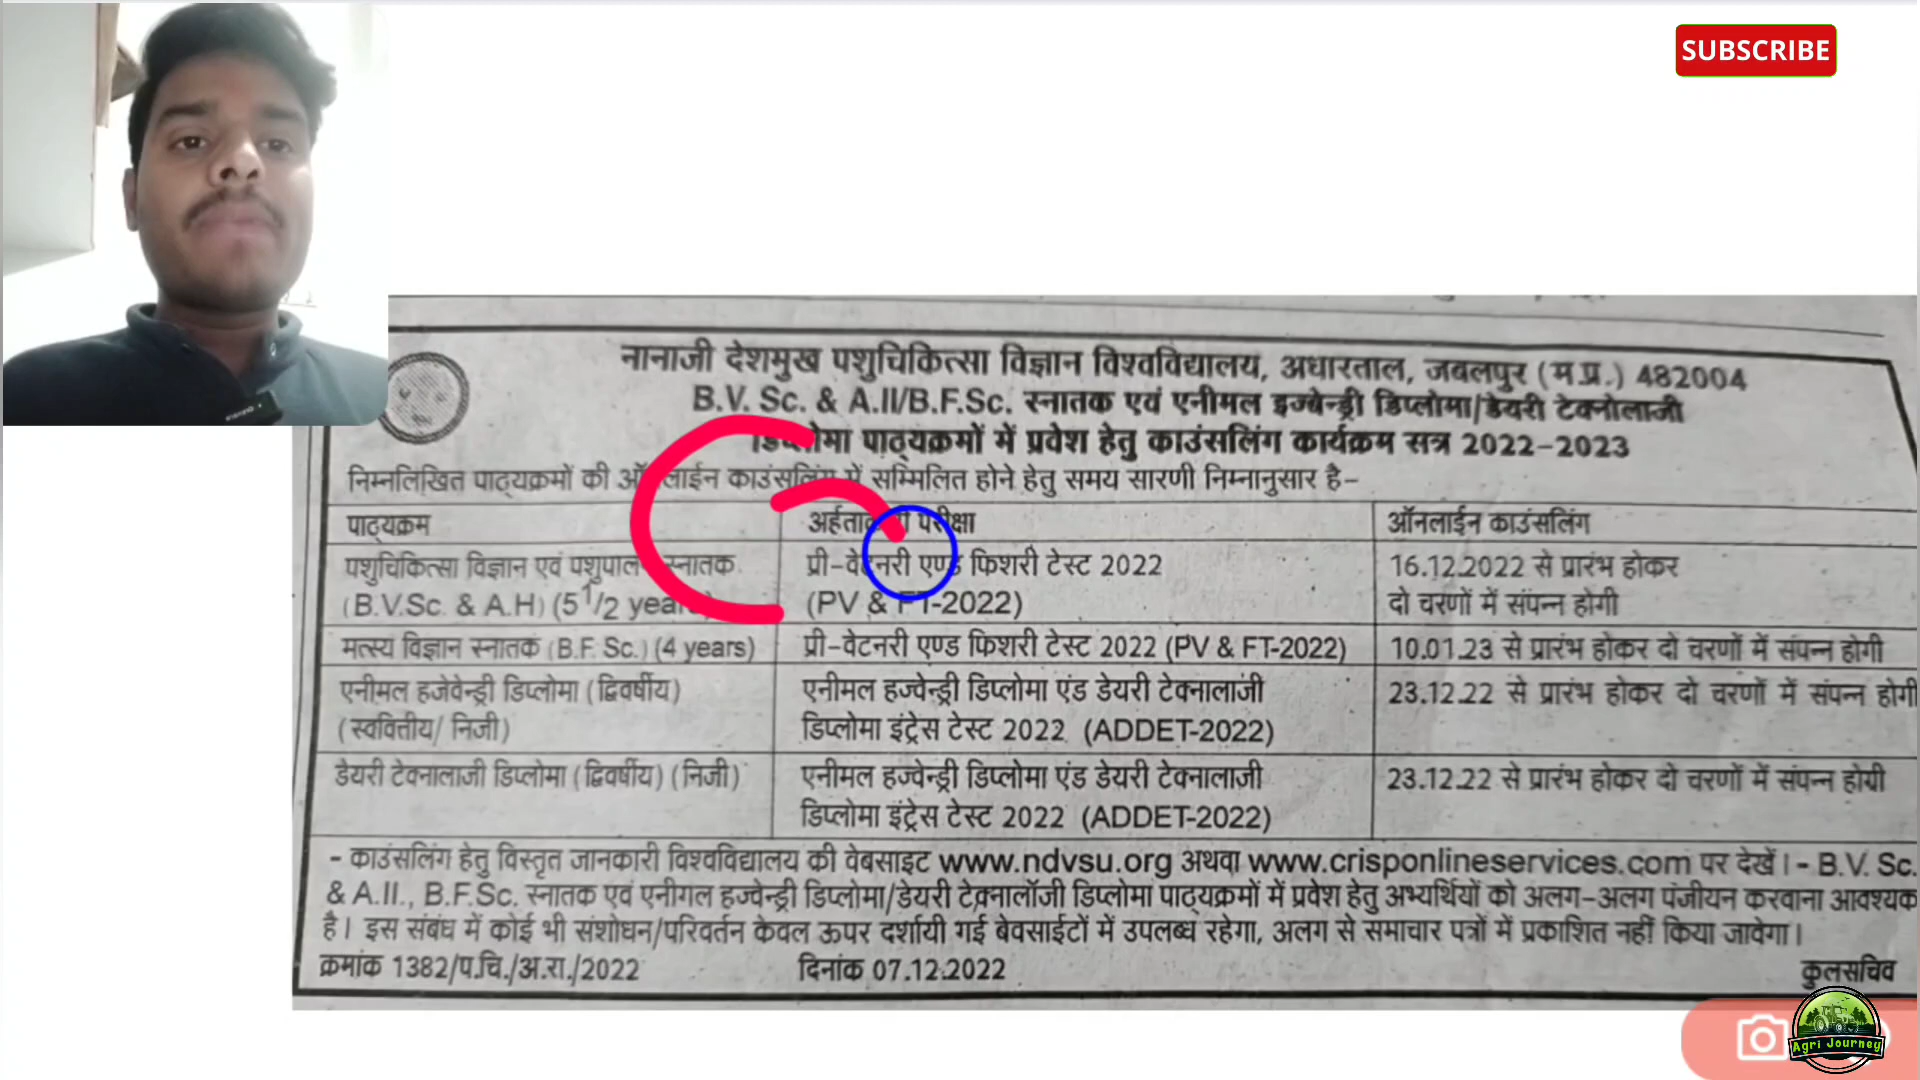 SUBSCRIBE
नानाजी देशमुख पशुचिकित्सा विज्ञान विश्वविद्यालय, अधारताल, जबलपुर (म.प्र.) 482004
B.V. Sc. & A.II/B.F.Sc. स्नातक एवं एनीमल हज्वेन्ड्री डिप्लोमा/डेयरी टेक्नोलाजी
डिप्लोमा पाठ्यक्रमों में प्रवेश हेतु काउंसलिंग कार्यक्रम सत्र 2022-2023
निम्नलिखित पाठ्यक्रमों की ऑनलाईन काउंसलिंग में सम्मिलित होने हेतु समय सारणी निम्नानुसार है-
पाठ्यक्रम परीक्षा ऑनलाईन काउंसलिंग
पशुचिकित्सा विज्ञान एवं स्नातक प्री-वेटनरी एण्ड फिशरी टेस्ट 2022 16.12.2022 से प्रारंभ होकर
(B.V.Sc. & A.H) (5 1/2 years) (PV & FT-2022) दो चरणों में संपन्न होगी
मत्स्य विज्ञान स्नातक (B.F. Sc.) (4 years) प्री-वेटनरी एण्ड फिशरी टेस्ट 2022 (PV & FT-2022) 10.01.23 से प्रारंभ होकर दो चरणों में संपन्न होगी
एनीमल हजेवेन्ड्री डिप्लोमा (द्विवर्षीय) एनीमल हज्वेन्ड्री डिप्लोमा एंड डेयरी टेक्नालाजी 23.12.22 से प्रारंभ होकर दो चरणों में संपन्न होगी
(स्ववितीय/ निजी) डिप्लोमा इंट्रेस टेस्ट 2022 (ADDET-2022)
डेयरी टेक्नालाजी डिप्लोमा (द्विवर्षीय) (निजी) एनीमल हज्वेन्ड्री डिप्लोमा एंड डेयरी टेक्नालाजी 23.12.22 से प्रारंभ होकर दो चरणों में संपन्न होगी
डिप्लोमा इंट्रेस टेस्ट 2022 (ADDET-2022)
- काउंसलिंग हेतु विस्तृत जानकारी विश्वविद्यालय की वेबसाइट www.ndvsu.org अथवा www.crisponlineservices.com पर देखें। - B.V. Sc.
& A.II., B.F.Sc. स्नातक एवं एनीमल हज्वेन्ड्री डिप्लोमा/डेयरी टेक्नालॉजी डिप्लोमा पाठ्यक्रमों में प्रवेश हेतु अभ्यर्थियों को अलग-अलग पंजीयन करवाना आवश्यक
है। इस संबंध में कोई भी संशोधन/परिवर्तन केवल ऊपर दर्शायी गई बेवसाईटों में उपलब्ध रहेगा, अलग से समाचार पत्रों में प्रकाशित नहीं किया जावेगा।
क्रमांक 1382/प.चि./अ.रा./2022 दिनांक 07.12.2022 कुलसचिव
Agri Journey